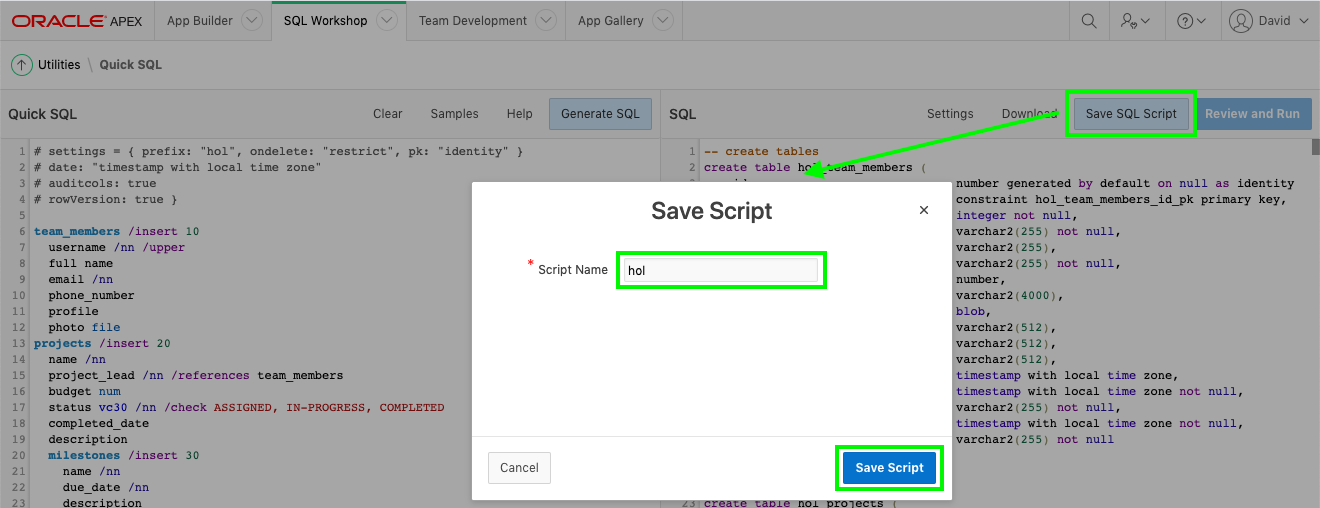 ORACLE APEX App Builder SQL Workshop Team Development App Gallery David
Utilities \ Quick SQL
Quick SQL Clear Samples Help Generate SQL
1 # settings = { prefix: "hol", ondelete: "restrict", pk: "identity" }
2 # date: "timestamp with local time zone"
3 # auditcols: true
4 # rowVersion: true }
5
6 team_members /insert 10
7 username /nn /upper
8 full name
9 email /nn
10 phone_number
11 profile
12 photo file
13 projects /insert 20
14 name /nn
15 project_lead /nn /references team_members
16 budget num
17 status vc30 /nn /check ASSIGNED, IN-PROGRESS, COMPLETED
18 completed_date
19 description
20 milestones /insert 30
21 name /nn
22 due_date /nn
23 description
SQL Settings Download Save SQL Script Review and Run
1 -- create tables
2 create table hol_team_members (
number generated by default on null as identity
constraint hol_team_members_id_pk primary key,
integer not null,
varchar2(255) not null,
varchar2(255),
varchar2(255) not null,
number,
varchar2(4000),
blob,
varchar2(512),
varchar2(512),
varchar2(512),
timestamp with local time zone,
timestamp with local time zone not null,
varchar2(255) not null,
timestamp with local time zone not null,
varchar2(255) not null
23 create table hol_projects (
Save Script
* Script Name hol
Cancel Save Script